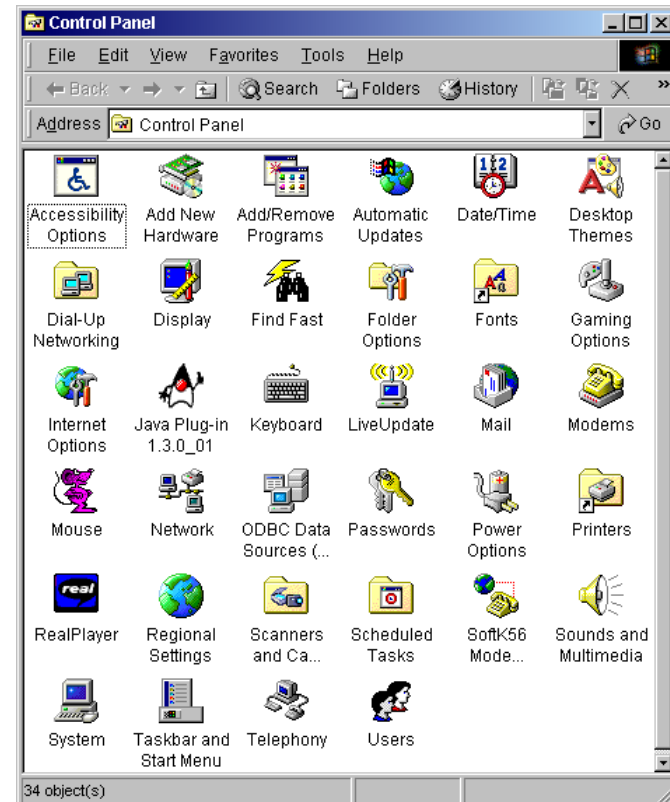 Control Panel
File Edit View Favorites Tools Help
Back Search Folders History »
Address Control Panel Go
Accessibility Options
Add New Hardware
Add/Remove Programs
Automatic Updates
Date/Time
Desktop Themes
Dial-Up Networking
Display
Find Fast
Folder Options
Fonts
Gaming Options
Internet Options
Java Plug-in 1.3.0_01
Keyboard
LiveUpdate
Mail
Modems
Mouse
Network
ODBC Data Sources (...
Passwords
Power Options
Printers
real
RealPlayer
Regional Settings
Scanners and Ca...
Scheduled Tasks
SoftK56 Mode...
Sounds and Multimedia
System
Taskbar and Start Menu
Telephony
Users
34 object(s)